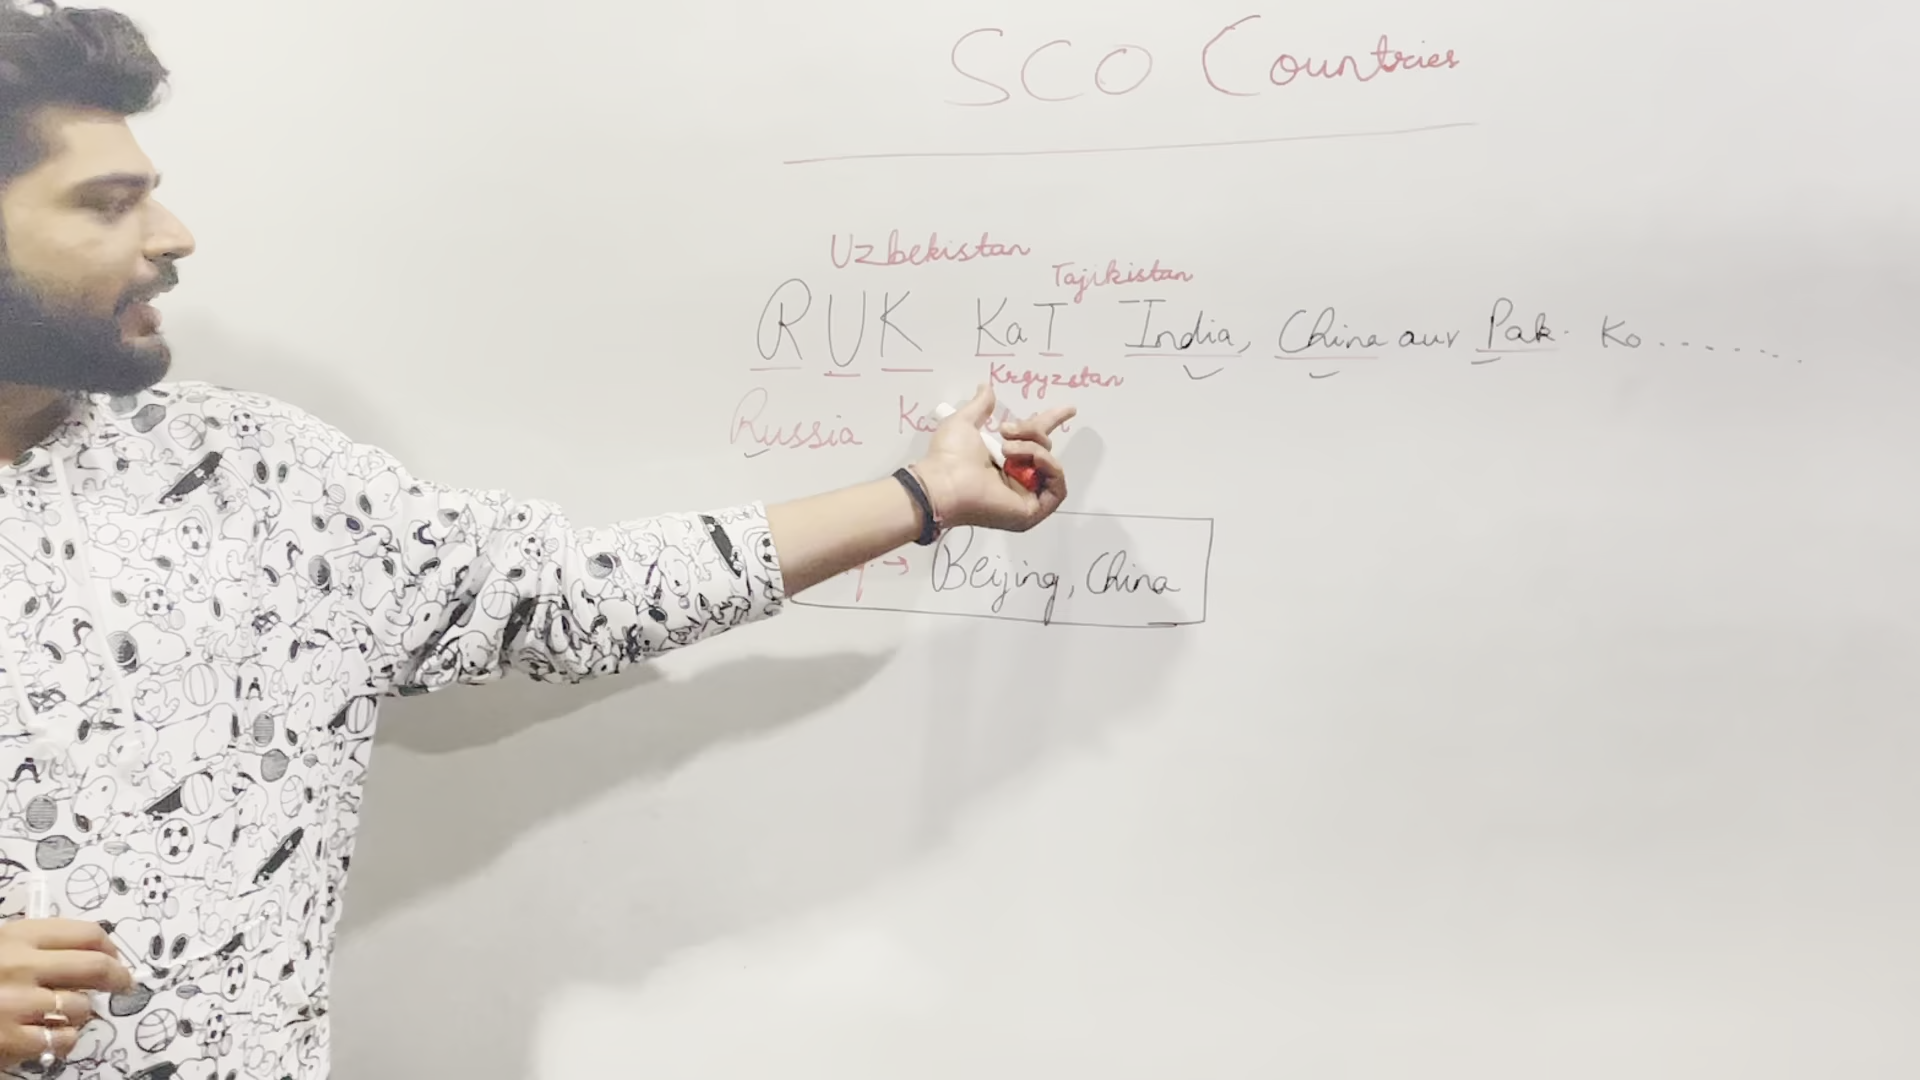 SCO Countries
Uzbekistan
Tajikistan
RUK KaT India, China aur Pak. Ko.......
Krgyzstan
Russia
→ Beijing, China